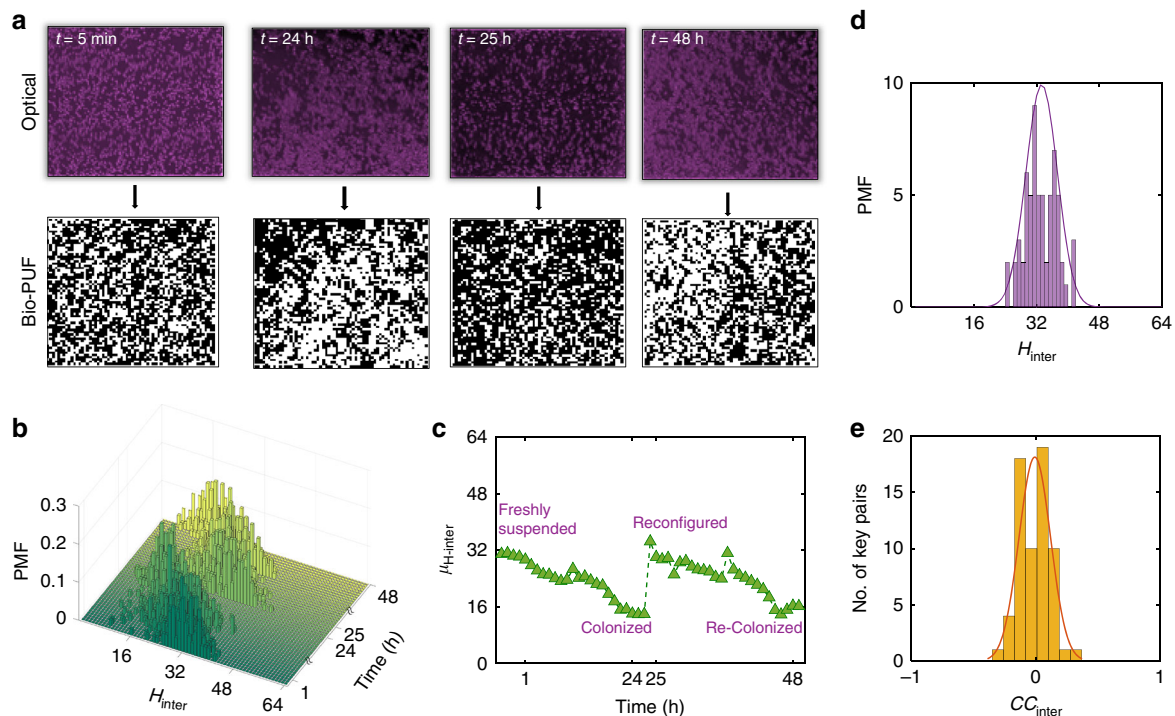 a
t = 5 min
t = 24 h
t = 25 h
t = 48 h
Optical
Bio-PUF
b
PMF
0.3
0.2
0.1
0
16
32
48
64
H inter
1
24
25
48
Time (h)
c
μH-inter
64
48
32
16
0
Freshly
suspended
Reconfigured
Colonized
Re-Colonized
1
24 25
48
Time (h)
d
PMF
10
5
0
16
32
48
64
H inter
e
No. of key pairs
20
15
10
5
0
−1
0
1
CC inter